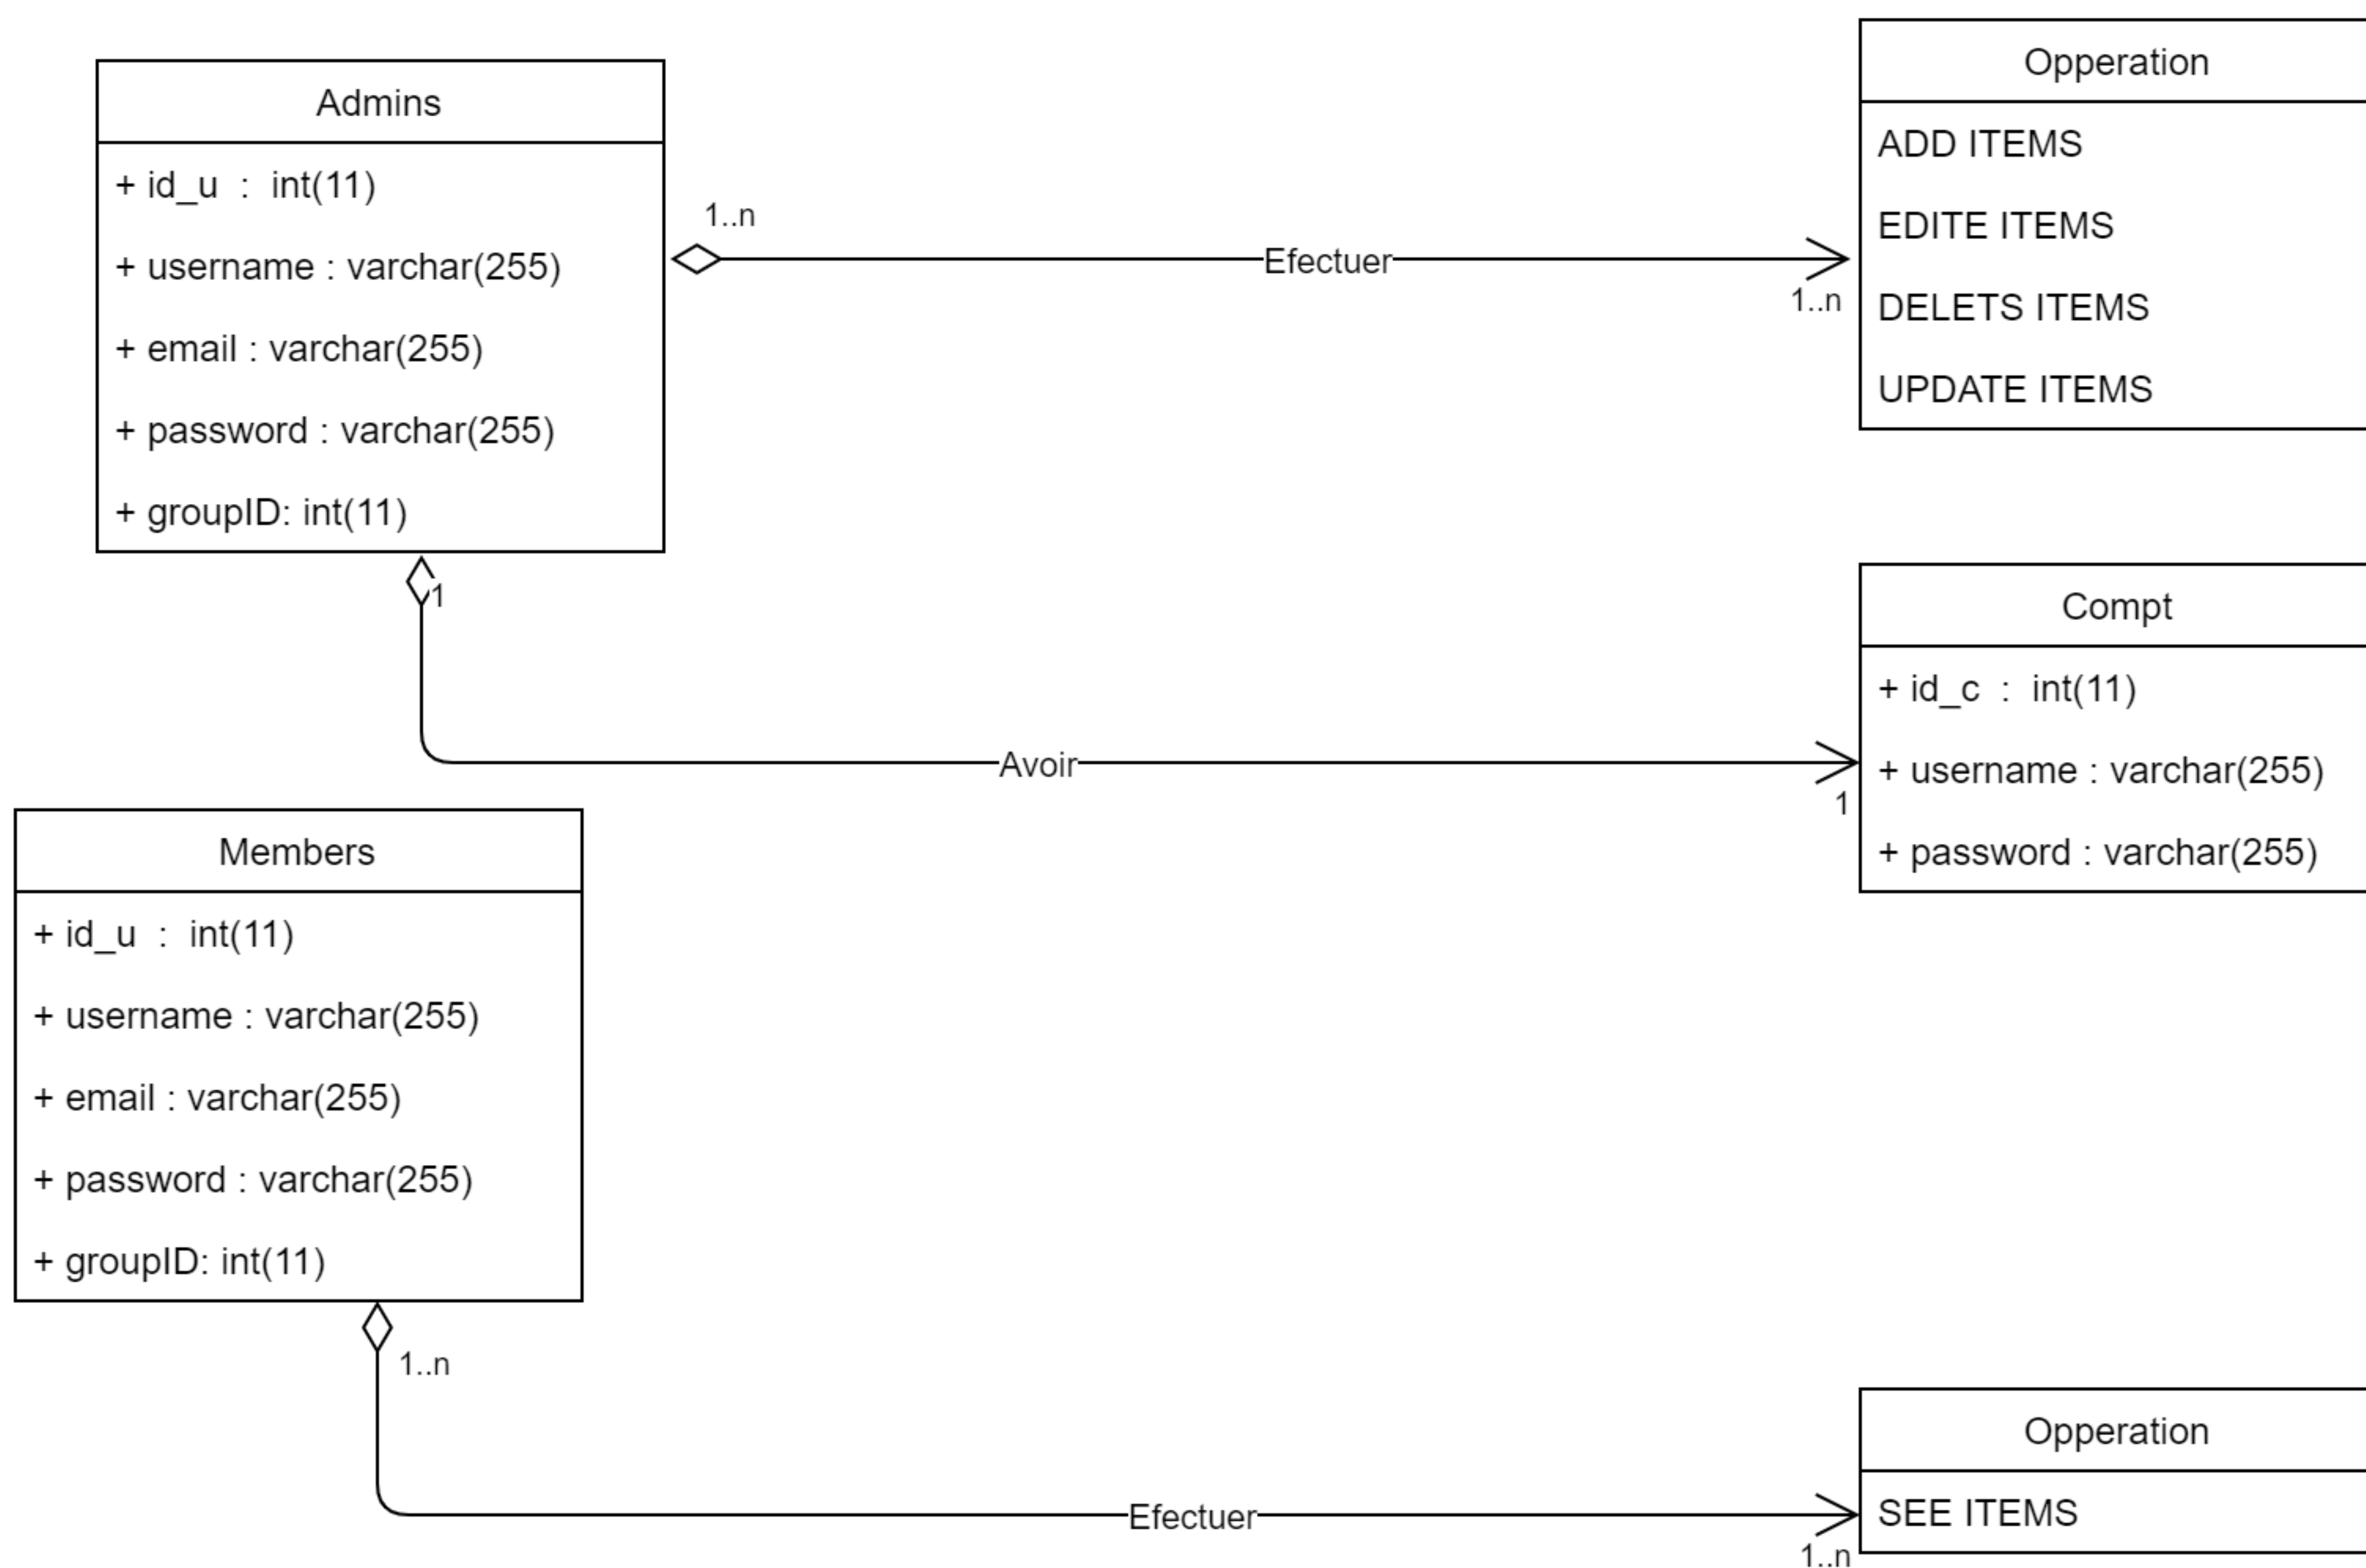 Admins
+ id_u : int(11)
+ username : varchar(255)
+ email : varchar(255)
+ password : varchar(255)
+ groupID: int(11)
1..n
Efectuer
1..n
Opperation
ADD ITEMS
EDITE ITEMS
DELETS ITEMS
UPDATE ITEMS
1
Avoir
1
Compt
+ id_c : int(11)
+ username : varchar(255)
+ password : varchar(255)
Members
+ id_u : int(11)
+ username : varchar(255)
+ email : varchar(255)
+ password : varchar(255)
+ groupID: int(11)
1..n
Efectuer
1..n
Opperation
SEE ITEMS